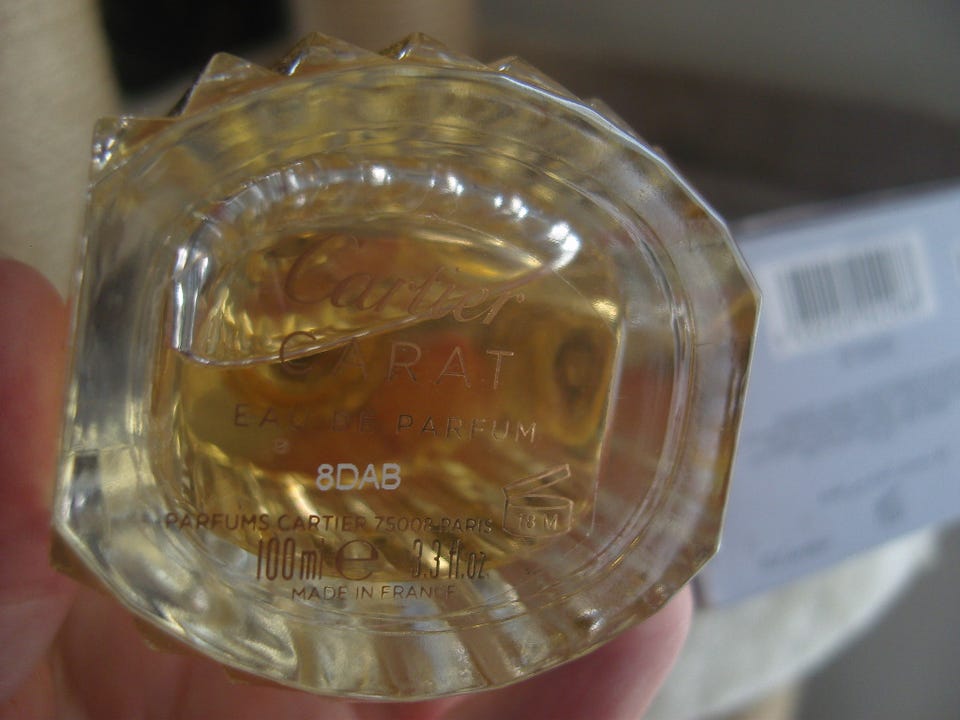 Cartier
CARAT
EAU DE PARFUM
8DAB
18 M
PARFUMS CARTIER 75008 PARIS
100 ml e 3.3 fl.oz.
MADE IN FRANCE